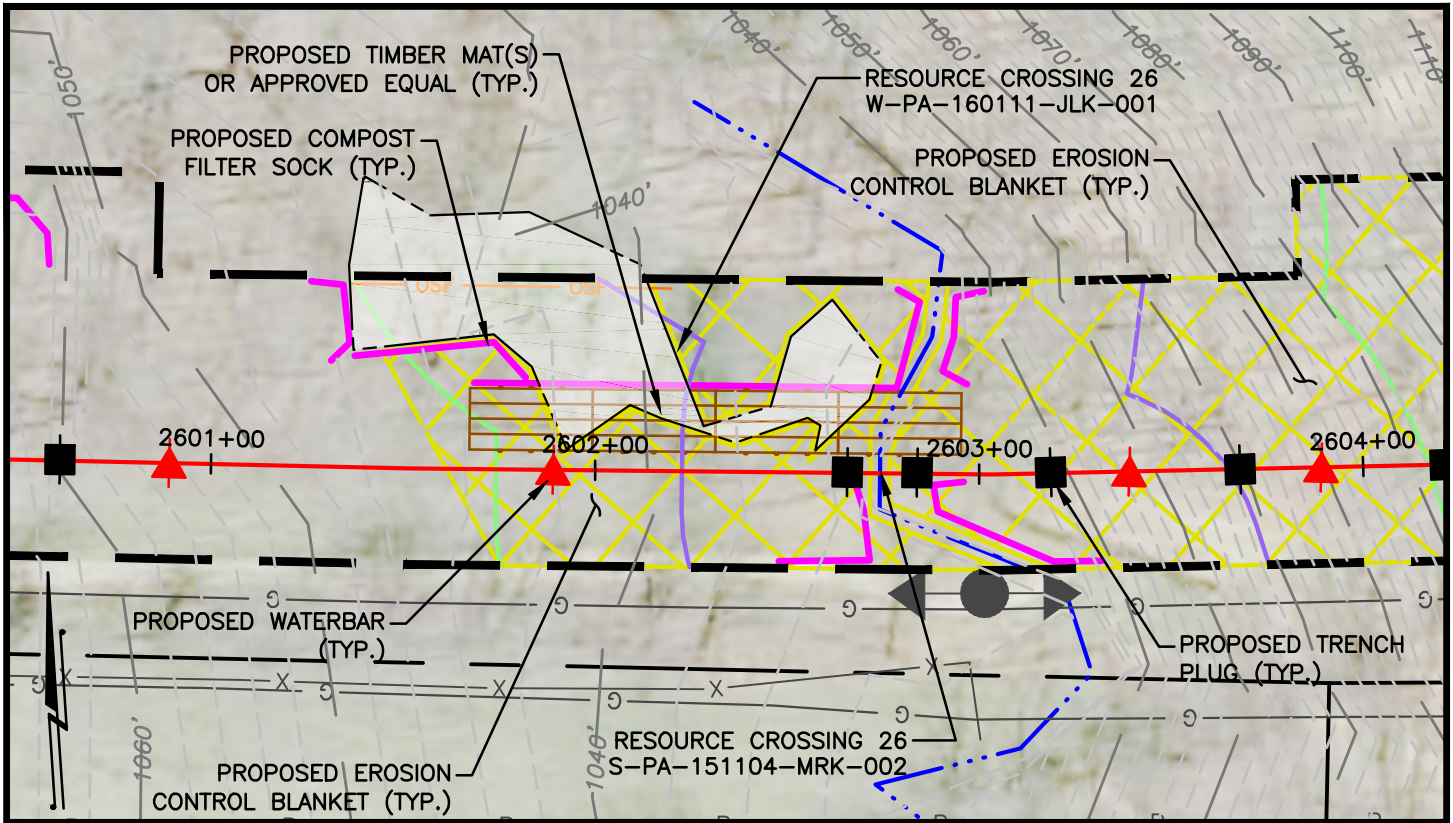 1050'
1040'
1050'
1060'
1070'
1080'
1090'
1100'
1110'
PROPOSED TIMBER MAT(S)
OR APPROVED EQUAL (TYP.)
RESOURCE CROSSING 26
W-PA-160111-JLK-001
PROPOSED COMPOST
FILTER SOCK (TYP.)
PROPOSED EROSION
CONTROL BLANKET (TYP.)
1040'
2601+00
2602+00
2603+00
2604+00
G
G
G
G
G
PROPOSED WATERBAR
(TYP.)
PROPOSED TRENCH
PLUG (TYP.)
G
X
X
G
X
G
X
G
X
G
G
1060'
1040'
RESOURCE CROSSING 26
S-PA-151104-MRK-002
PROPOSED EROSION
CONTROL BLANKET (TYP.)